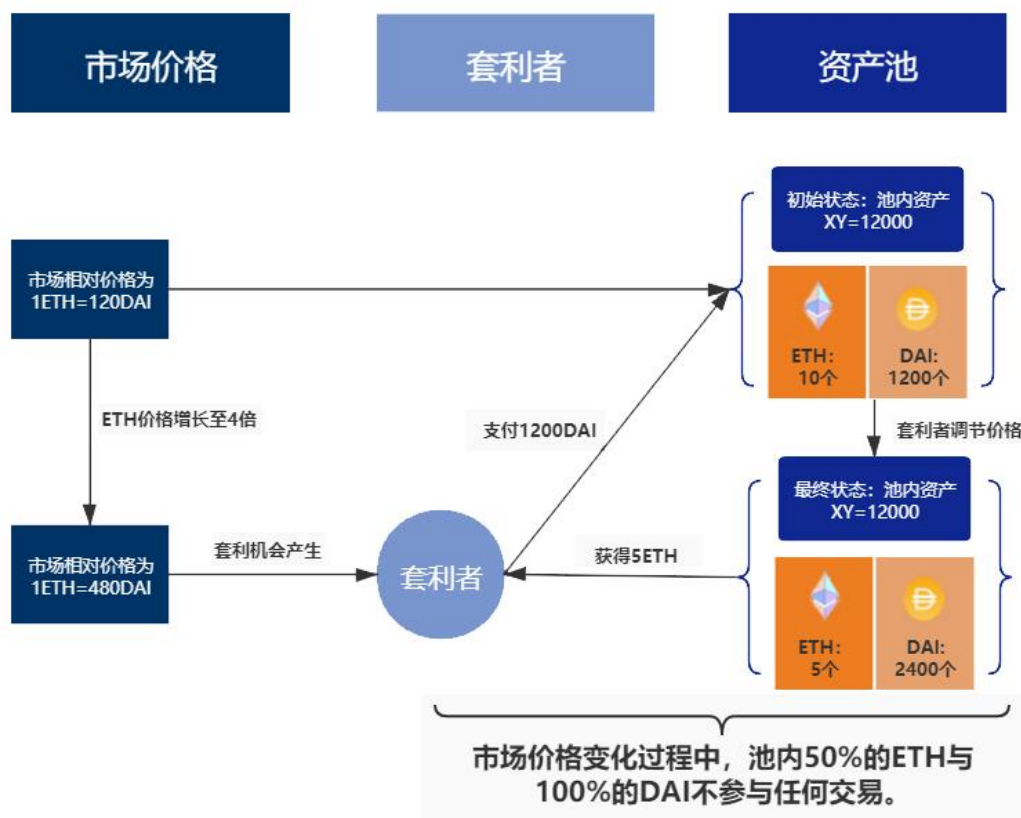 市场价格
套利者
资产池
初始状态：池内资产
XY=12000
市场相对价格为
1ETH=120DAI
ETH：
10个
DAI:
1200个
ETH价格增长至4倍
支付1200DAI
套利者调节价格
最终状态：池内资产
XY=12000
市场相对价格为
1ETH=480DAI
套利机会产生
套利者
获得5ETH
ETH：
5个
DAI:
2400个
市场价格变化过程中，池内50%的ETH与
100%的DAI不参与任何交易。